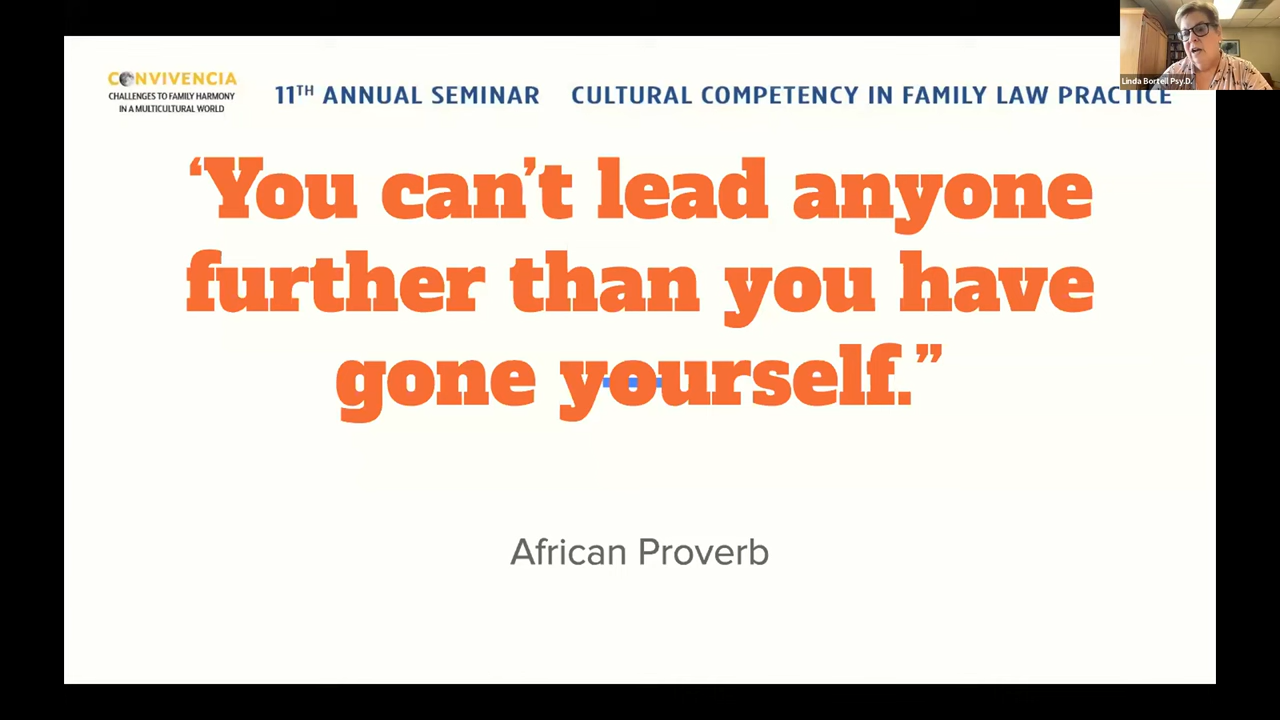 CONVIVENCIA
CHALLENGES TO FAMILY HARMONY
IN A MULTICULTURAL WORLD
11TH ANNUAL SEMINAR CULTURAL COMPETENCY IN FAMILY LAW PRACTICE
Linda Bortell Psy.D.
‘You can’t lead anyone
further than you have
gone yourself.”
African Proverb